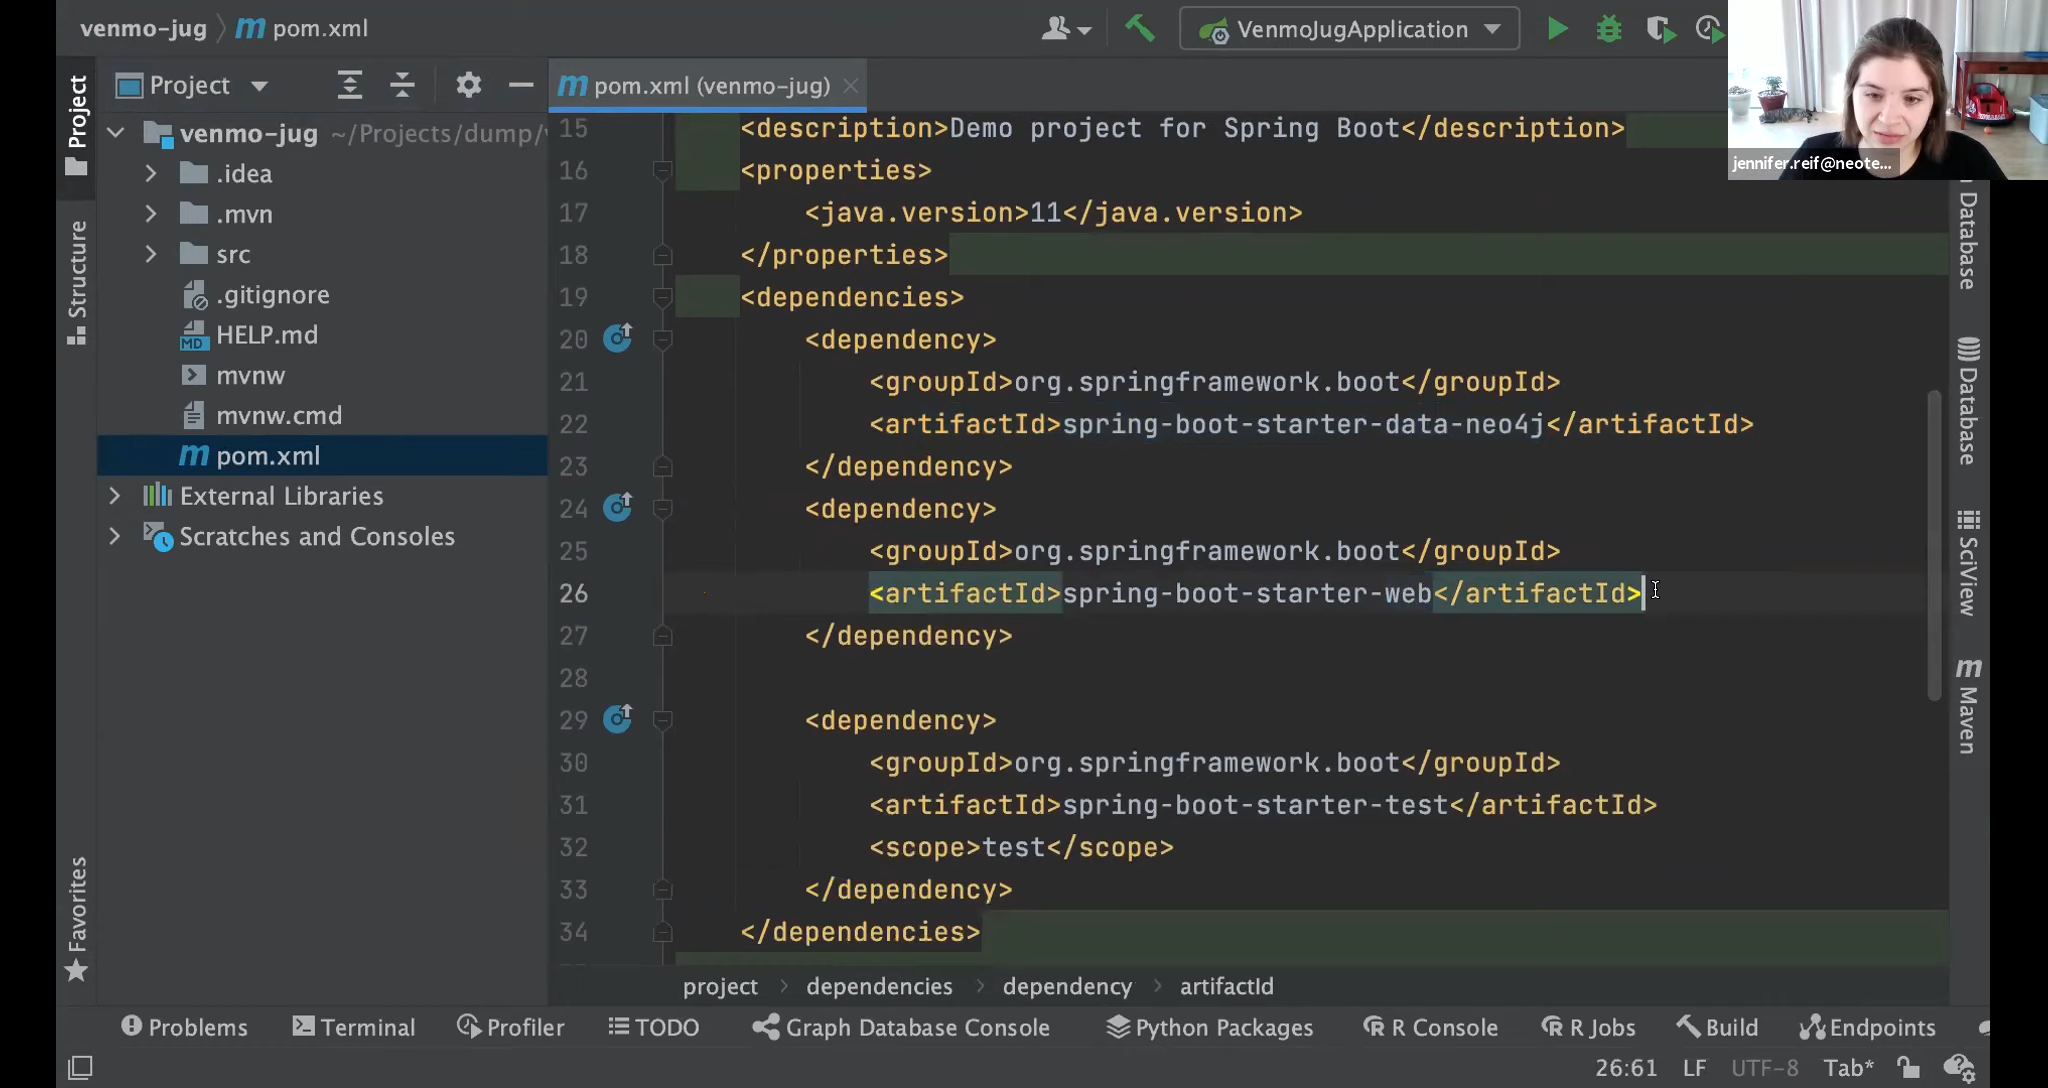 venmo-jug
pom.xml
VenmoJugApplication
jennifer.reif@neote...
Project
Project
pom.xml (venmo-jug)
venmo-jug ~/Projects/dump/
.idea
.mvn
src
.gitignore
HELP.md
mvnw
mvnw.cmd
pom.xml
External Libraries
Scratches and Consoles
Structure
Favorites
15 <description>Demo project for Spring Boot</description>
16 <properties>
17 <java.version>11</java.version>
18 </properties>
19 <dependencies>
20 <dependency>
21 <groupId>org.springframework.boot</groupId>
22 <artifactId>spring-boot-starter-data-neo4j</artifactId>
23 </dependency>
24 <dependency>
25 <groupId>org.springframework.boot</groupId>
26 <artifactId>spring-boot-starter-web</artifactId>
27 </dependency>
28
29 <dependency>
30 <groupId>org.springframework.boot</groupId>
31 <artifactId>spring-boot-starter-test</artifactId>
32 <scope>test</scope>
33 </dependency>
34 </dependencies>
Database
Database
SciView
Maven
project
dependencies
dependency
artifactId
Problems
Terminal
Profiler
TODO
Graph Database Console
Python Packages
R Console
R Jobs
Build
Endpoints
26:61
LF
UTF-8
Tab*